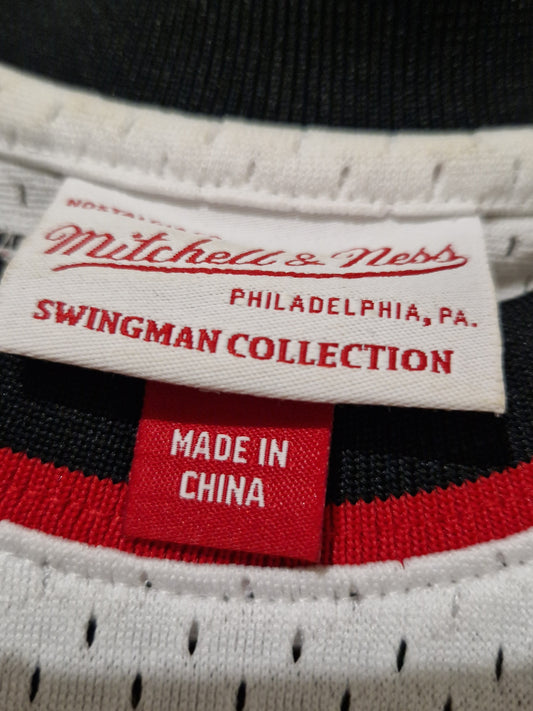 Mitchell & Ness
PHILADELPHIA, PA.
SWINGMAN COLLECTION
MADE IN
CHINA